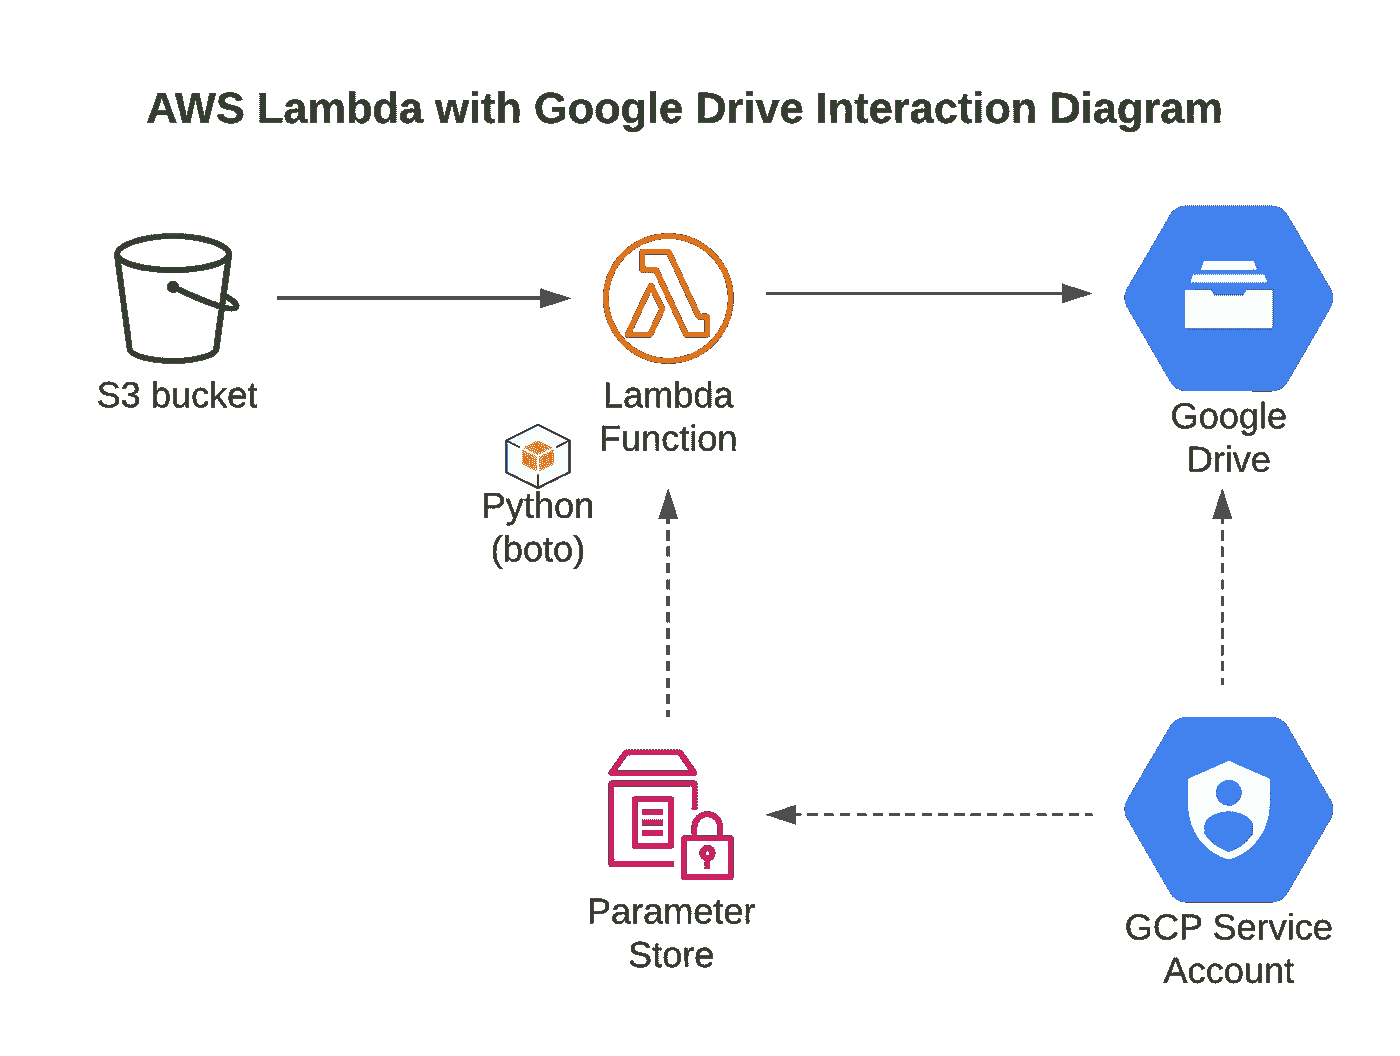 AWS Lambda with Google Drive Interaction Diagram
S3 bucket
Lambda
Function
Google
Drive
Python
(boto)
Parameter
Store
GCP Service
Account